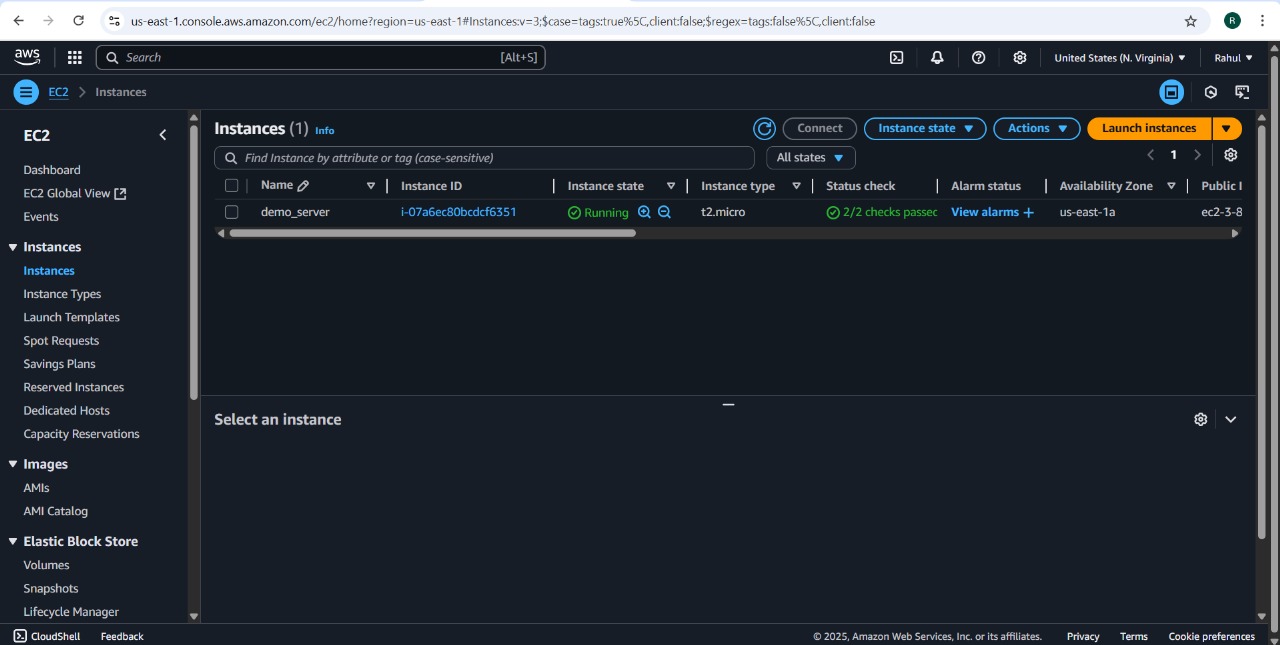 us-east-1.console.aws.amazon.com/ec2/home?region=us-east-1#Instances:v=3;$case=tags:true%5C,client:false;$regex=tags:false%5C,client:false
R
aws
Search [Alt+S]
United States (N. Virginia)
Rahul
EC2
Instances
EC2
Dashboard
EC2 Global View
Events
Instances
Instances
Instance Types
Launch Templates
Spot Requests
Savings Plans
Reserved Instances
Dedicated Hosts
Capacity Reservations
Images
AMIs
AMI Catalog
Elastic Block Store
Volumes
Snapshots
Lifecycle Manager
Instances (1) Info
Connect
Instance state
Actions
Launch instances
Find Instance by attribute or tag (case-sensitive)
All states
1
Name Instance ID Instance state Instance type Status check Alarm status Availability Zone Public I
demo_server i-07a6ec80bcdcf6351 Running t2.micro 2/2 checks passec View alarms + us-east-1a ec2-3-8
Select an instance
CloudShell Feedback © 2025, Amazon Web Services, Inc. or its affiliates. Privacy Terms Cookie preferences